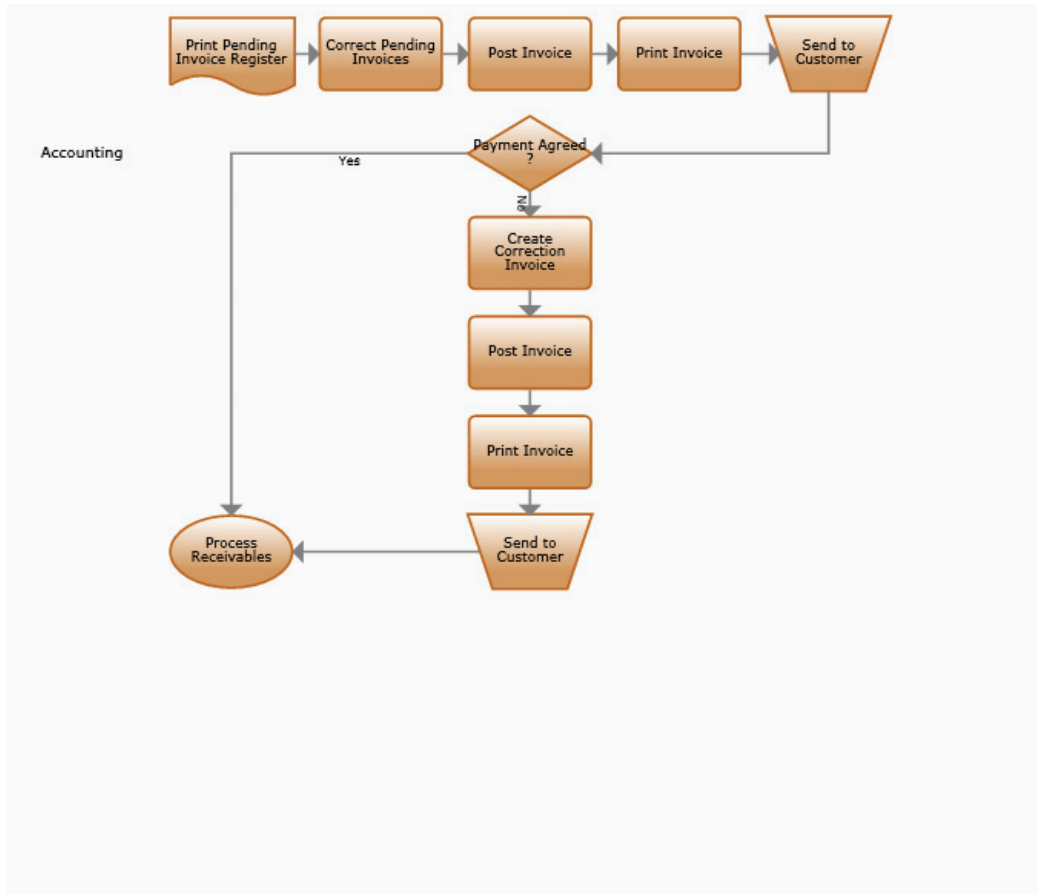 Print Pending
Invoice Register
Correct Pending
Invoices
Post Invoice
Print Invoice
Send to
Customer
Accounting
Payment Agreed
?
Yes
No
Create
Correction
Invoice
Post Invoice
Print Invoice
Send to
Customer
Process
Receivables